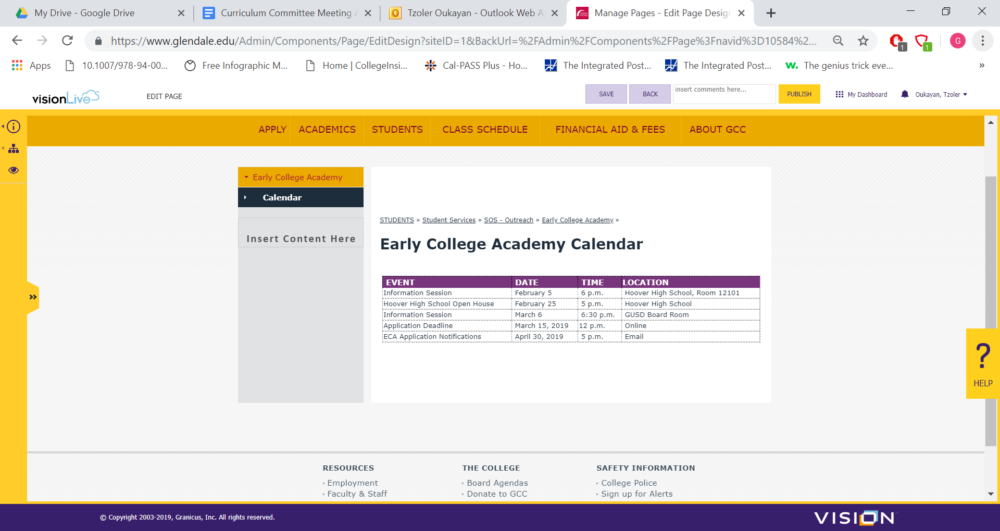 My Drive - Google Drive
Curriculum Committee Meeting
Tzoler Oukayan - Outlook Web A
Manage Pages - Edit Page Desig
https://www.glendale.edu/Admin/Components/Page/EditDesign?siteID=1&BackUrl=%2FAdmin%2FComponents%2FPage%3Fnavid%3D10584%2...
1
1
G
Apps
10.1007/978-94-00...
Free Infographic M...
Home | CollegeInsi...
Cal-PASS Plus - Ho...
The Integrated Post...
The Integrated Post...
w. The genius trick eve...
»
visionLive™
EDIT PAGE
SAVE
BACK
insert comments here...
PUBLISH
My Dashboard
Oukayan, Tzoler
APPLY ACADEMICS STUDENTS CLASS SCHEDULE FINANCIAL AID & FEES ABOUT GCC
Early College Academy
Calendar
Insert Content Here
STUDENTS » Student Services » SOS - Outreach » Early College Academy »
Early College Academy Calendar
EVENT DATE TIME LOCATION
Information Session February 5 6 p.m. Hoover High School, Room 12101
Hoover High School Open House February 25 5 p.m. Hoover High School
Information Session March 6 6:30 p.m. GUSD Board Room
Application Deadline March 15, 2019 12 p.m. Online
ECA Application Notifications April 30, 2019 5 p.m. Email
»
?
HELP
RESOURCES
Employment
Faculty & Staff
THE COLLEGE
Board Agendas
Donate to GCC
SAFETY INFORMATION
College Police
Sign up for Alerts
© Copyright 2003-2019, Granicus, Inc. All rights reserved.
VISION